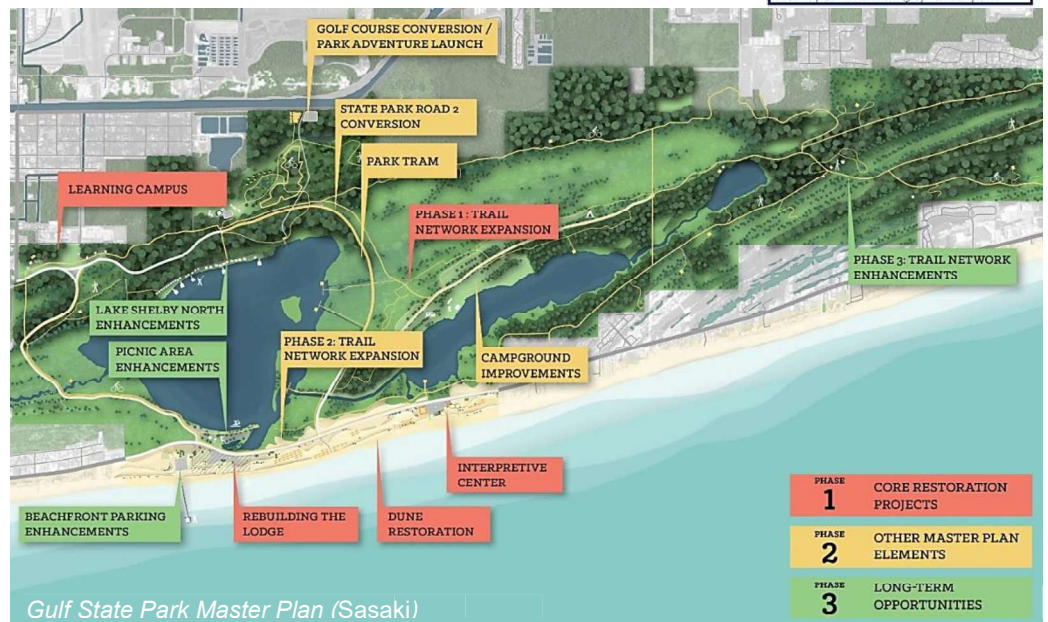 GOLF COURSE CONVERSION /
PARK ADVENTURE LAUNCH
STATE PARK ROAD 2
CONVERSION
PARK TRAM
LEARNING CAMPUS
PHASE 1 : TRAIL
NETWORK EXPANSION
PHASE 3: TRAIL NETWORK
ENHANCEMENTS
LAKE SHELBY NORTH
ENHANCEMENTS
PICNIC AREA
ENHANCEMENTS
PHASE 2: TRAIL
NETWORK EXPANSION
CAMPGROUND
IMPROVEMENTS
INTERPRETIVE
CENTER
BEACHFRONT PARKING
ENHANCEMENTS
REBUILDING THE
LODGE
DUNE
RESTORATION
PHASE
1
CORE RESTORATION
PROJECTS
PHASE
2
OTHER MASTER PLAN
ELEMENTS
PHASE
3
LONG-TERM
OPPORTUNITIES
Gulf State Park Master Plan (Sasaki)